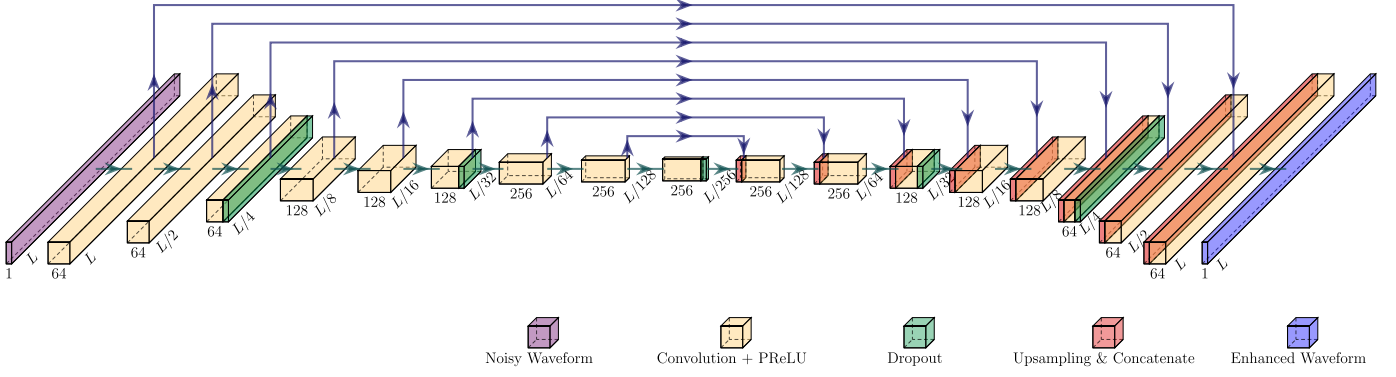 1 L
64 L
64 L/2
64 L/4
128 L/8
128 L/16
128 L/32
256 L/64
256 L/128
256 L/256
256 L/128
256 L/64
128 L/32
128 L/16
128 L/8
64 L/4
64 L/2
64 L
1 L
Noisy Waveform
Convolution + PReLU
Dropout
Upsampling & Concatenate
Enhanced Waveform